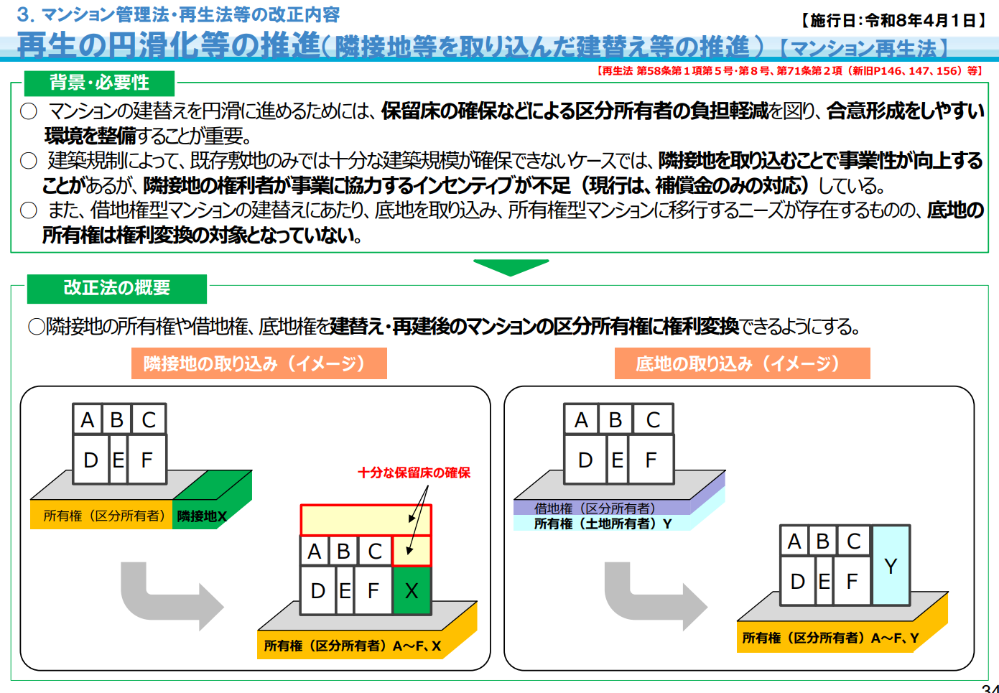 3．マンション管理法・再生法等の改正内容
【施行日：令和8年4月1日】
再生の円滑化等の推進（隣接地等を取り込んだ建替え等の推進）【マンション再生法】
【再生法 第58条第１項第５号・第８号、第71条第２項（新旧P146、147、156）等】
背景・必要性
○ マンションの建替えを円滑に進めるためには、保留床の確保などによる区分所有者の負担軽減を図り、合意形成をしやすい
環境を整備することが重要。
○ 建築規制によって、既存敷地のみでは十分な建築規模が確保できないケースでは、隣接地を取り込むことで事業性が向上する
ことがあるが、隣接地の権利者が事業に協力するインセンティブが不足（現行は、補償金のみの対応）している。
○ また、借地権型マンションの建替えにあたり、底地を取り込み、所有権型マンションに移行するニーズが存在するものの、底地の
所有権は権利変換の対象となっていない。
改正法の概要
○隣接地の所有権や借地権、底地権を建替え・再建後のマンションの区分所有権に権利変換できるようにする。
隣接地の取り込み（イメージ）
A B C
D E F
所有権（区分所有者） 隣接地X
十分な保留床の確保
A B C
D E F X
所有権（区分所有者）A～F、X
底地の取り込み（イメージ）
A B C
D E F
借地権（区分所有者）
所有権（土地所有者）Y
A B C
D E F Y
所有権（区分所有者）A～F、Y
34